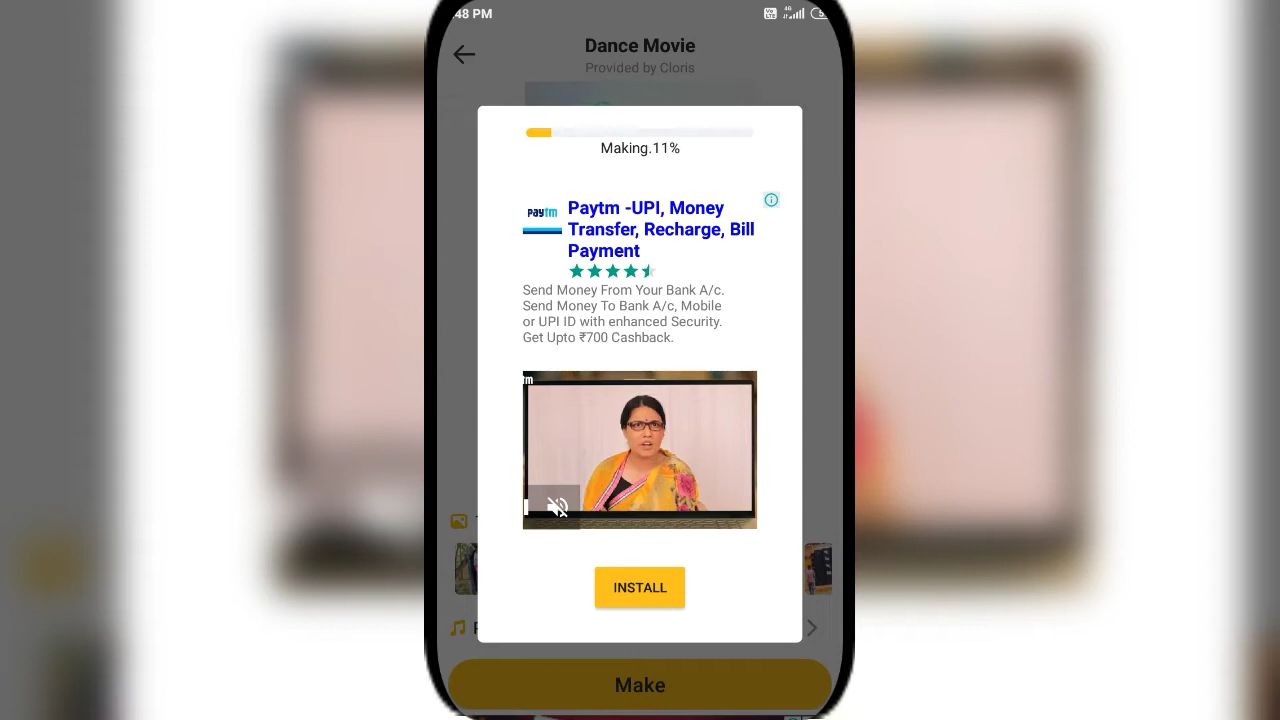 :48 PM
4G
Dance Movie
Provided by Cloris
Making.11%
paytm
Paytm -UPI, Money
Transfer, Recharge, Bill
Payment
Send Money From Your Bank A/c.
Send Money To Bank A/c, Mobile
or UPI ID with enhanced Security.
Get Upto ₹700 Cashback.
tm
INSTALL
Make